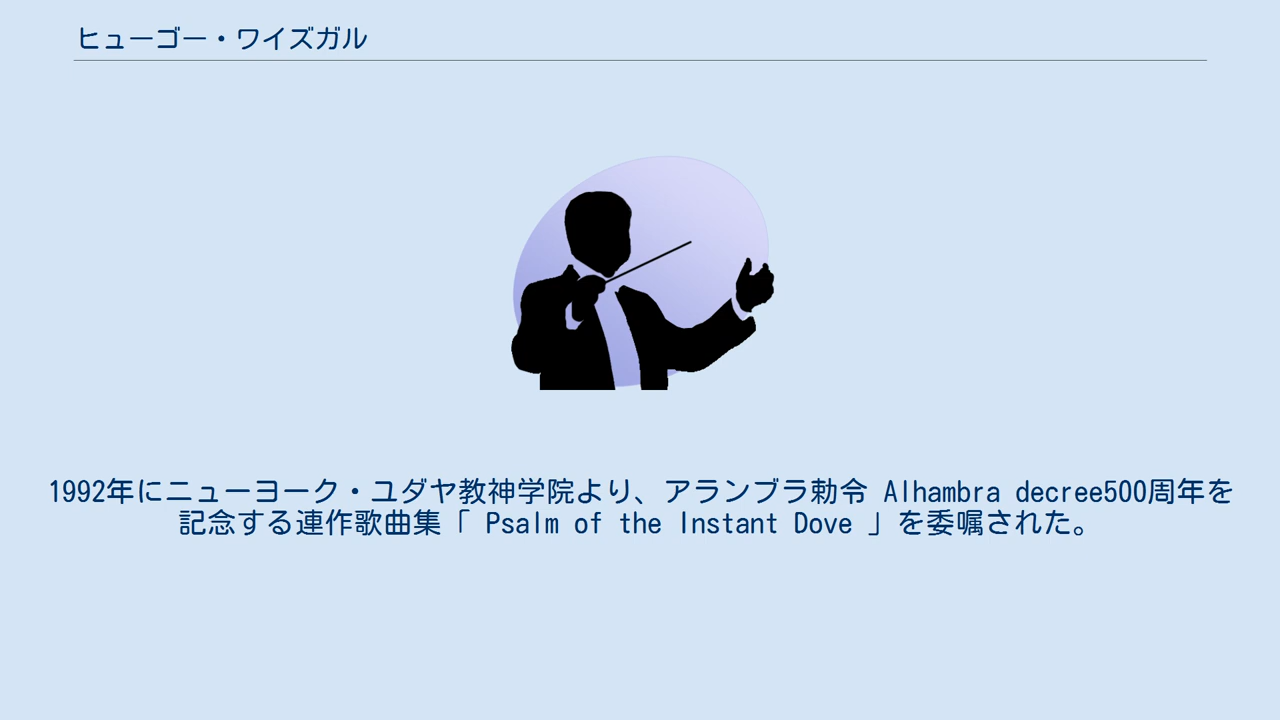 ヒューゴー・ワイズガル
1992年にニューヨーク・ユダヤ教神学院より、アランブラ勅令 Alhambra decree500周年を
記念する連作歌曲集「 Psalm of the Instant Dove 」を委嘱された。